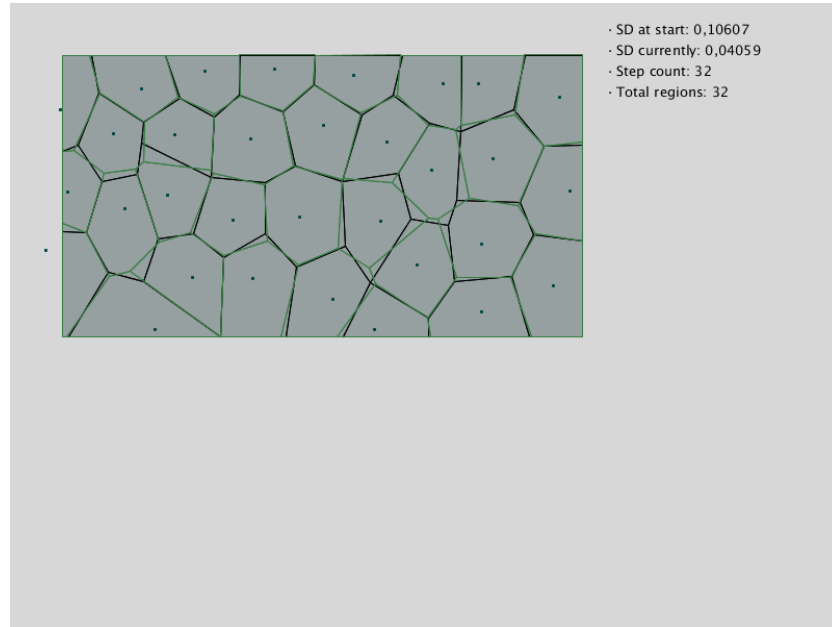 · SD at start: 0,10607
· SD currently: 0,04059
· Step count: 32
· Total regions: 32